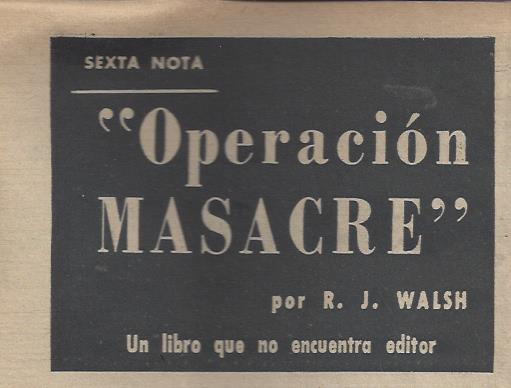 SEXTA NOTA
“Operación
MASACRE”
por R. J. WALSH
Un libro que no encuentra editor